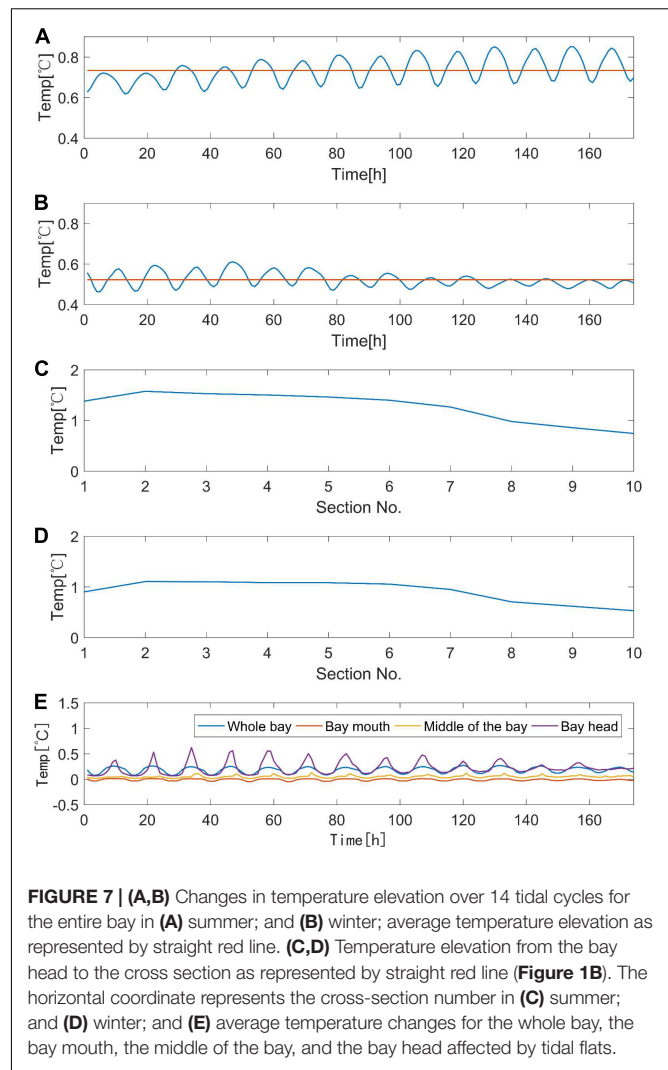 A
Temp[℃]
0.8
0.6
0.4
0 20 40 60 80 100 120 140 160
Time[h]
B
Temp[℃]
0.8
0.6
0.4
0 20 40 60 80 100 120 140 160
Time[h]
C
Temp[℃]
2
1
0
1 2 3 4 5 6 7 8 9 10
Section No.
D
Temp[℃]
2
1
0
1 2 3 4 5 6 7 8 9 10
Section No.
E
Temp[℃]
1.5
1
0.5
0
-0.5
Whole bay Bay mouth Middle of the bay Bay head
0 20 40 60 80 100 120 140 160
Time[h]
FIGURE 7 | (A,B) Changes in temperature elevation over 14 tidal cycles for
the entire bay in (A) summer; and (B) winter; average temperature elevation as
represented by straight red line. (C,D) Temperature elevation from the bay
head to the cross section as represented by straight red line (Figure 1B). The
horizontal coordinate represents the cross-section number in (C) summer;
and (D) winter; and (E) average temperature changes for the whole bay, the
bay mouth, the middle of the bay, and the bay head affected by tidal flats.